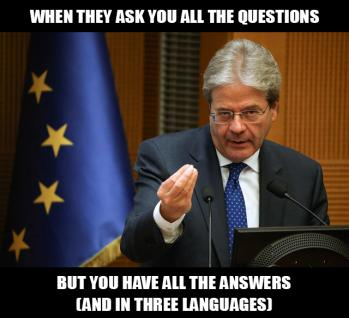 WHEN THEY ASK YOU ALL THE QUESTIONS
BUT YOU HAVE ALL THE ANSWERS
(AND IN THREE LANGUAGES)